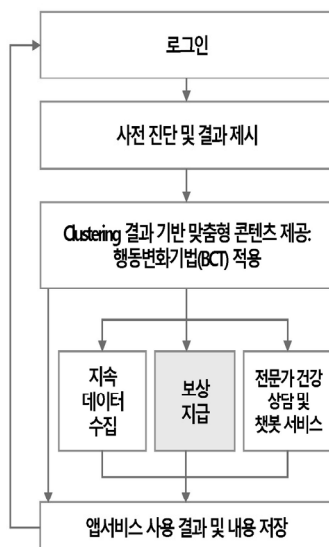 로그인
사전 진단 및 결과 제시
Clustering 결과 기반 맞춤형 콘텐츠 제공:
행동변화기법(BCT) 적용
지속
데이터
수집
보상
지급
전문가 건강
상담 및
챗봇 서비스
앱서비스 사용 결과 및 내용 저장